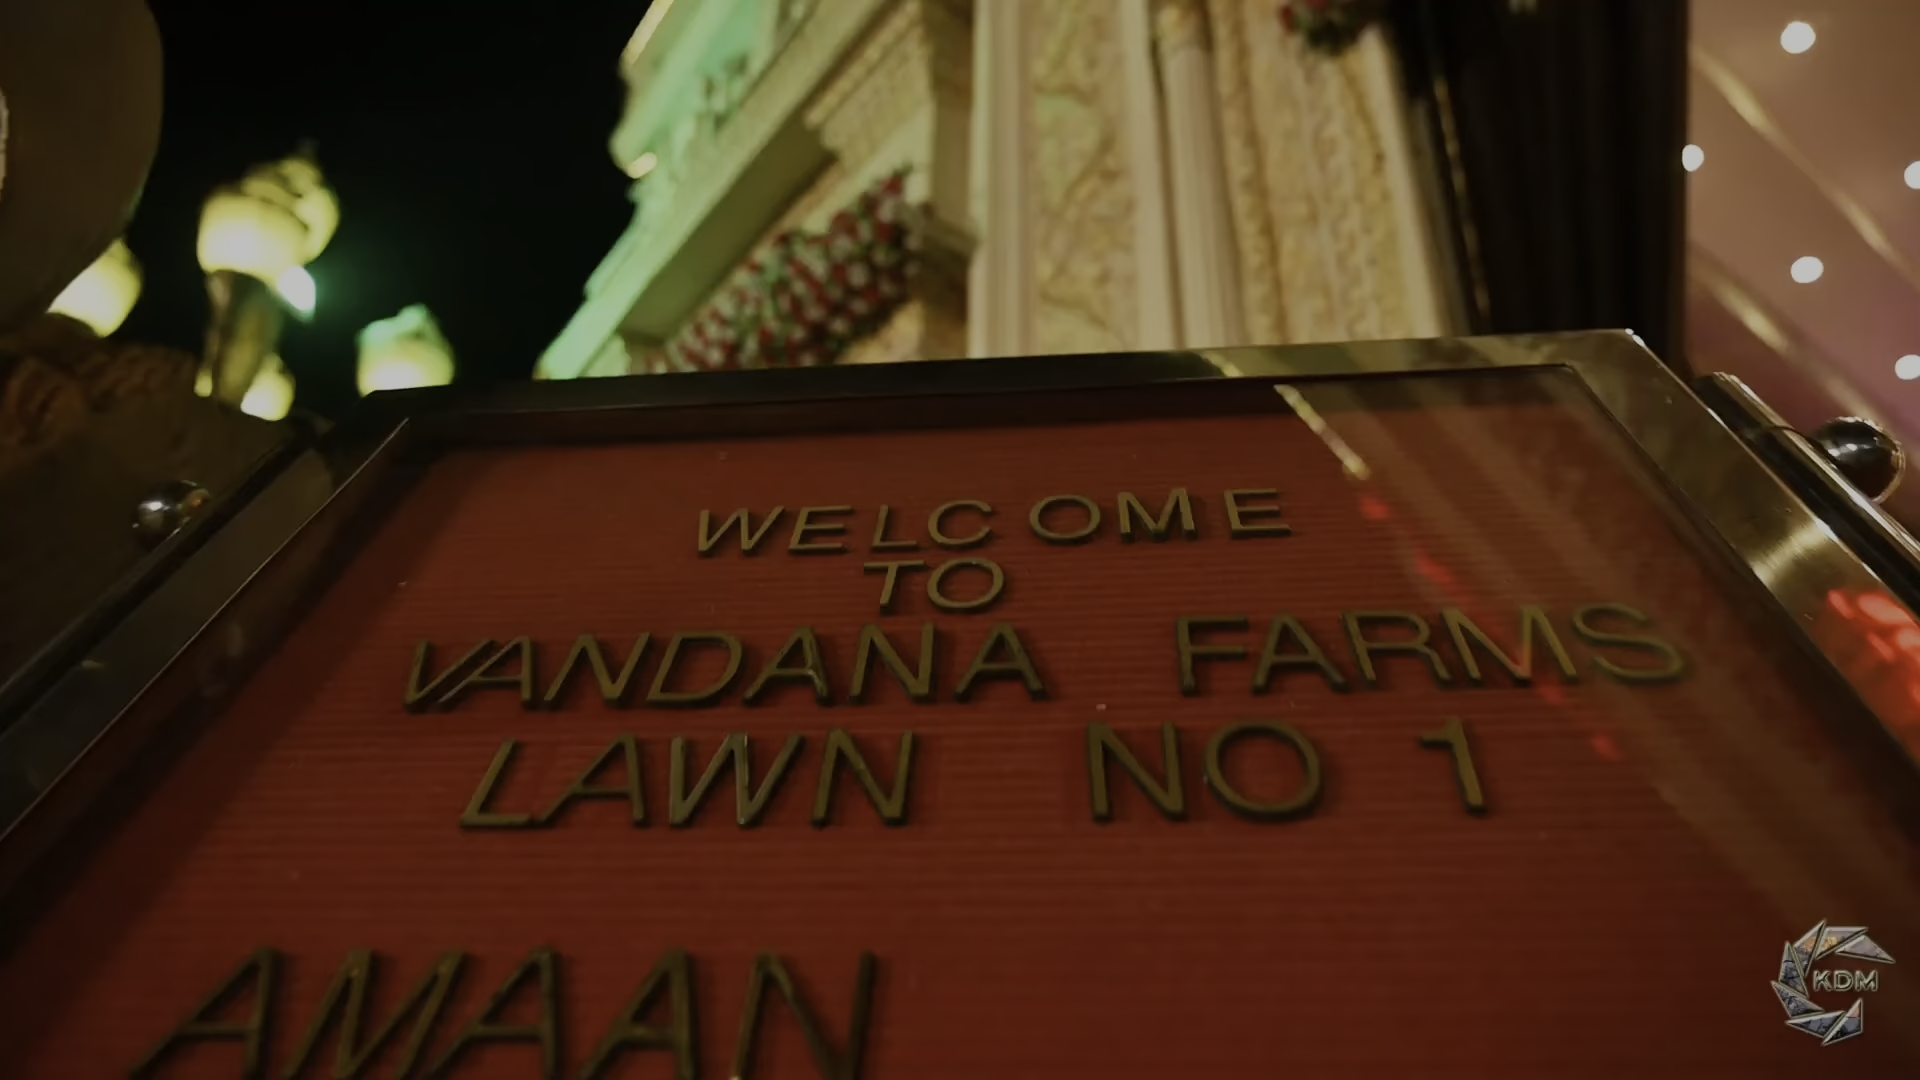 WELCOME
TO
VANDANA FARMS
LAWN NO 1
AMAAN
KDM